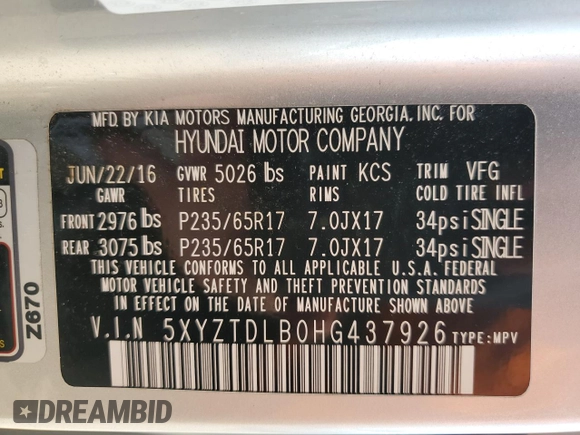 MFD. BY KIA MOTORS MANUFACTURING GEORGIA, INC. FOR
HYUNDAI MOTOR COMPANY
JUN/22/16 GVWR 5026 lbs PAINT KCS TRIM VFG
GAWR TIRES RIMS COLD TIRE INFL
FRONT 2976 lbs P235/65R17 7.0JX17 34psi SINGLE
REAR 3075 lbs P235/65R17 7.0JX17 34psi SINGLE
THIS VEHICLE CONFORMS TO ALL APPLICABLE U.S.A. FEDERAL
MOTOR VEHICLE SAFETY AND THEFT PREVENTION STANDARDS
IN EFFECT ON THE DATE OF MANUFACTURE SHOWN ABOVE.
V.I.N 5XYZTDLB0HG437926 TYPE:MPV
Z670
DREAMBID